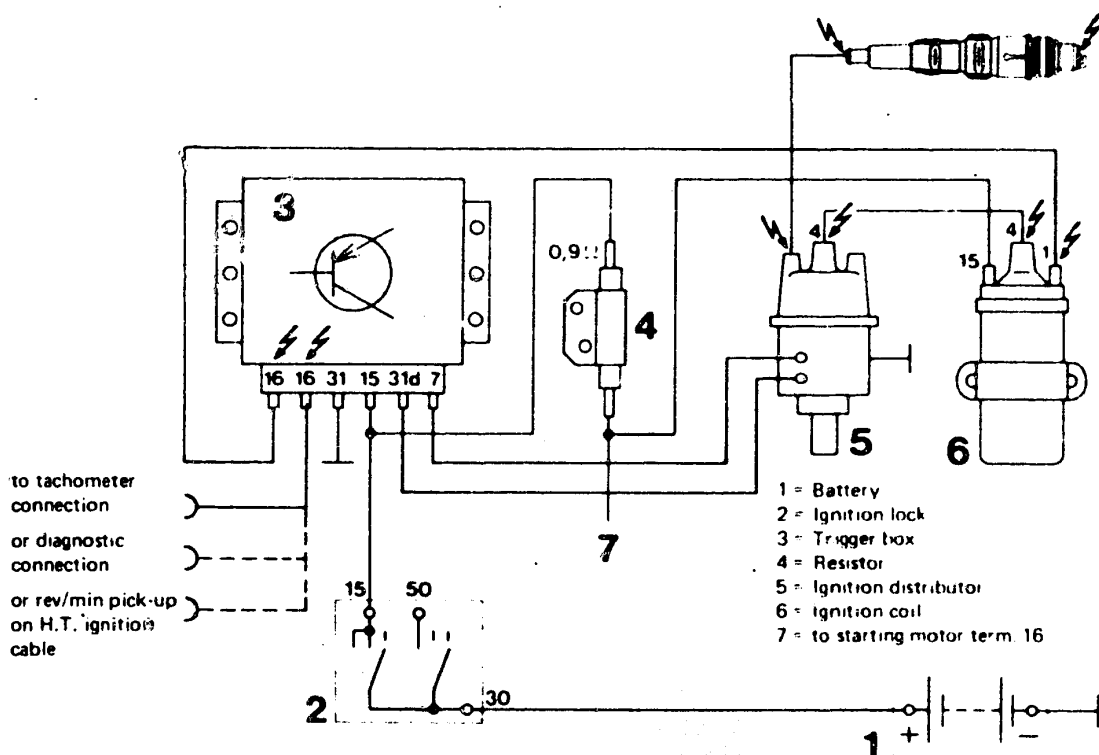 3
0,9Ω
4
4
4
15
1
16 16 31 15 31d 7
5
6
to tachometer
connection
or diagnostic
connection
or rev/min pick-up
on H.T. ignition
cable
7
1 = Battery
2 = Ignition lock
3 = Trigger box
4 = Resistor
5 = Ignition distributor
6 = Ignition coil
7 = to starting motor term. 16
15 50
2
30
1
+ −